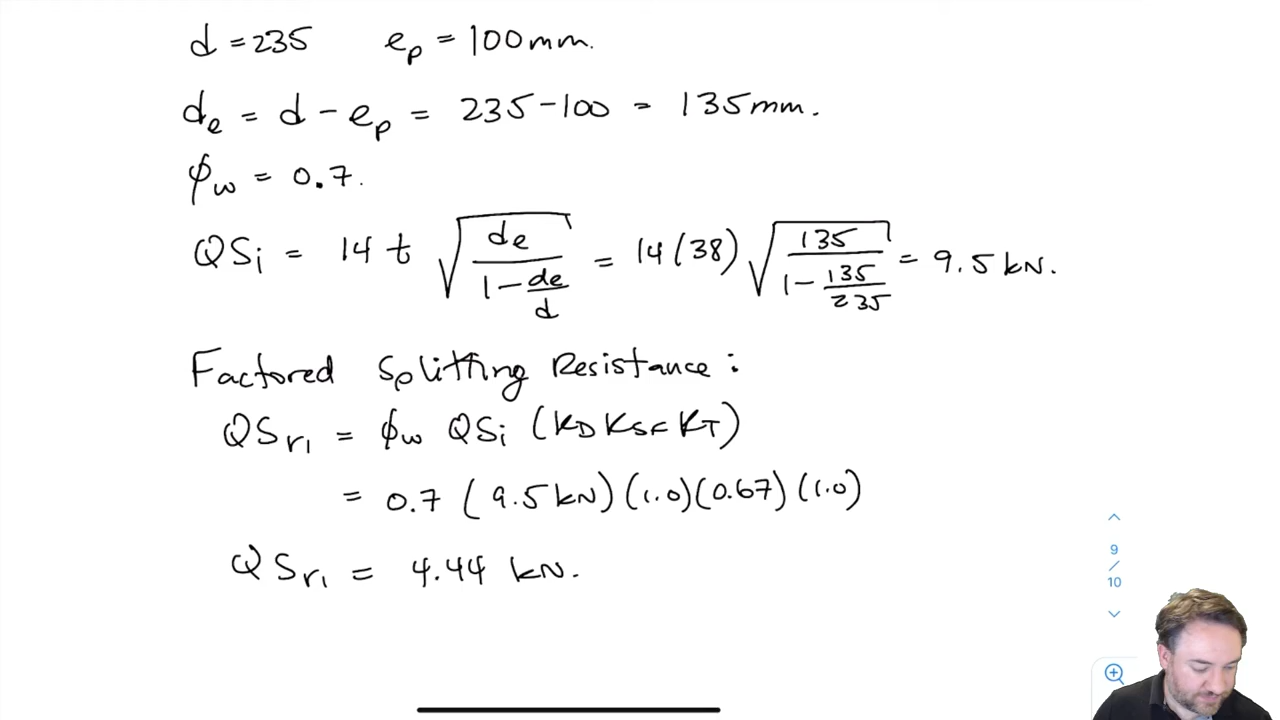 d = 235 e_p = 100 mm.
d_e = d - e_p = 235 - 100 = 135 mm.
ϕ_w = 0.7.
QS_i = 14 t √(d_e / (1 - d_e/d)) = 14 (38) √(135 / (1 - 135/235)) = 9.5 kN.
Factored Splitting Resistance :
QS_r1 = ϕ_w QS_i (K_D K_SF K_T)
= 0.7 (9.5 kN) (1.0) (0.67) (1.0)
QS_r1 = 4.44 kN.
9
/
10